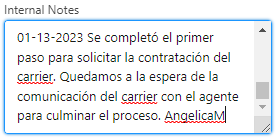 Internal Notes
01-13-2023 Se completó el primer
paso para solicitar la contratación del
carrier. Quedamos a la espera de la
comunicación del carrier con el agente
para culminar el proceso. AngelicaM